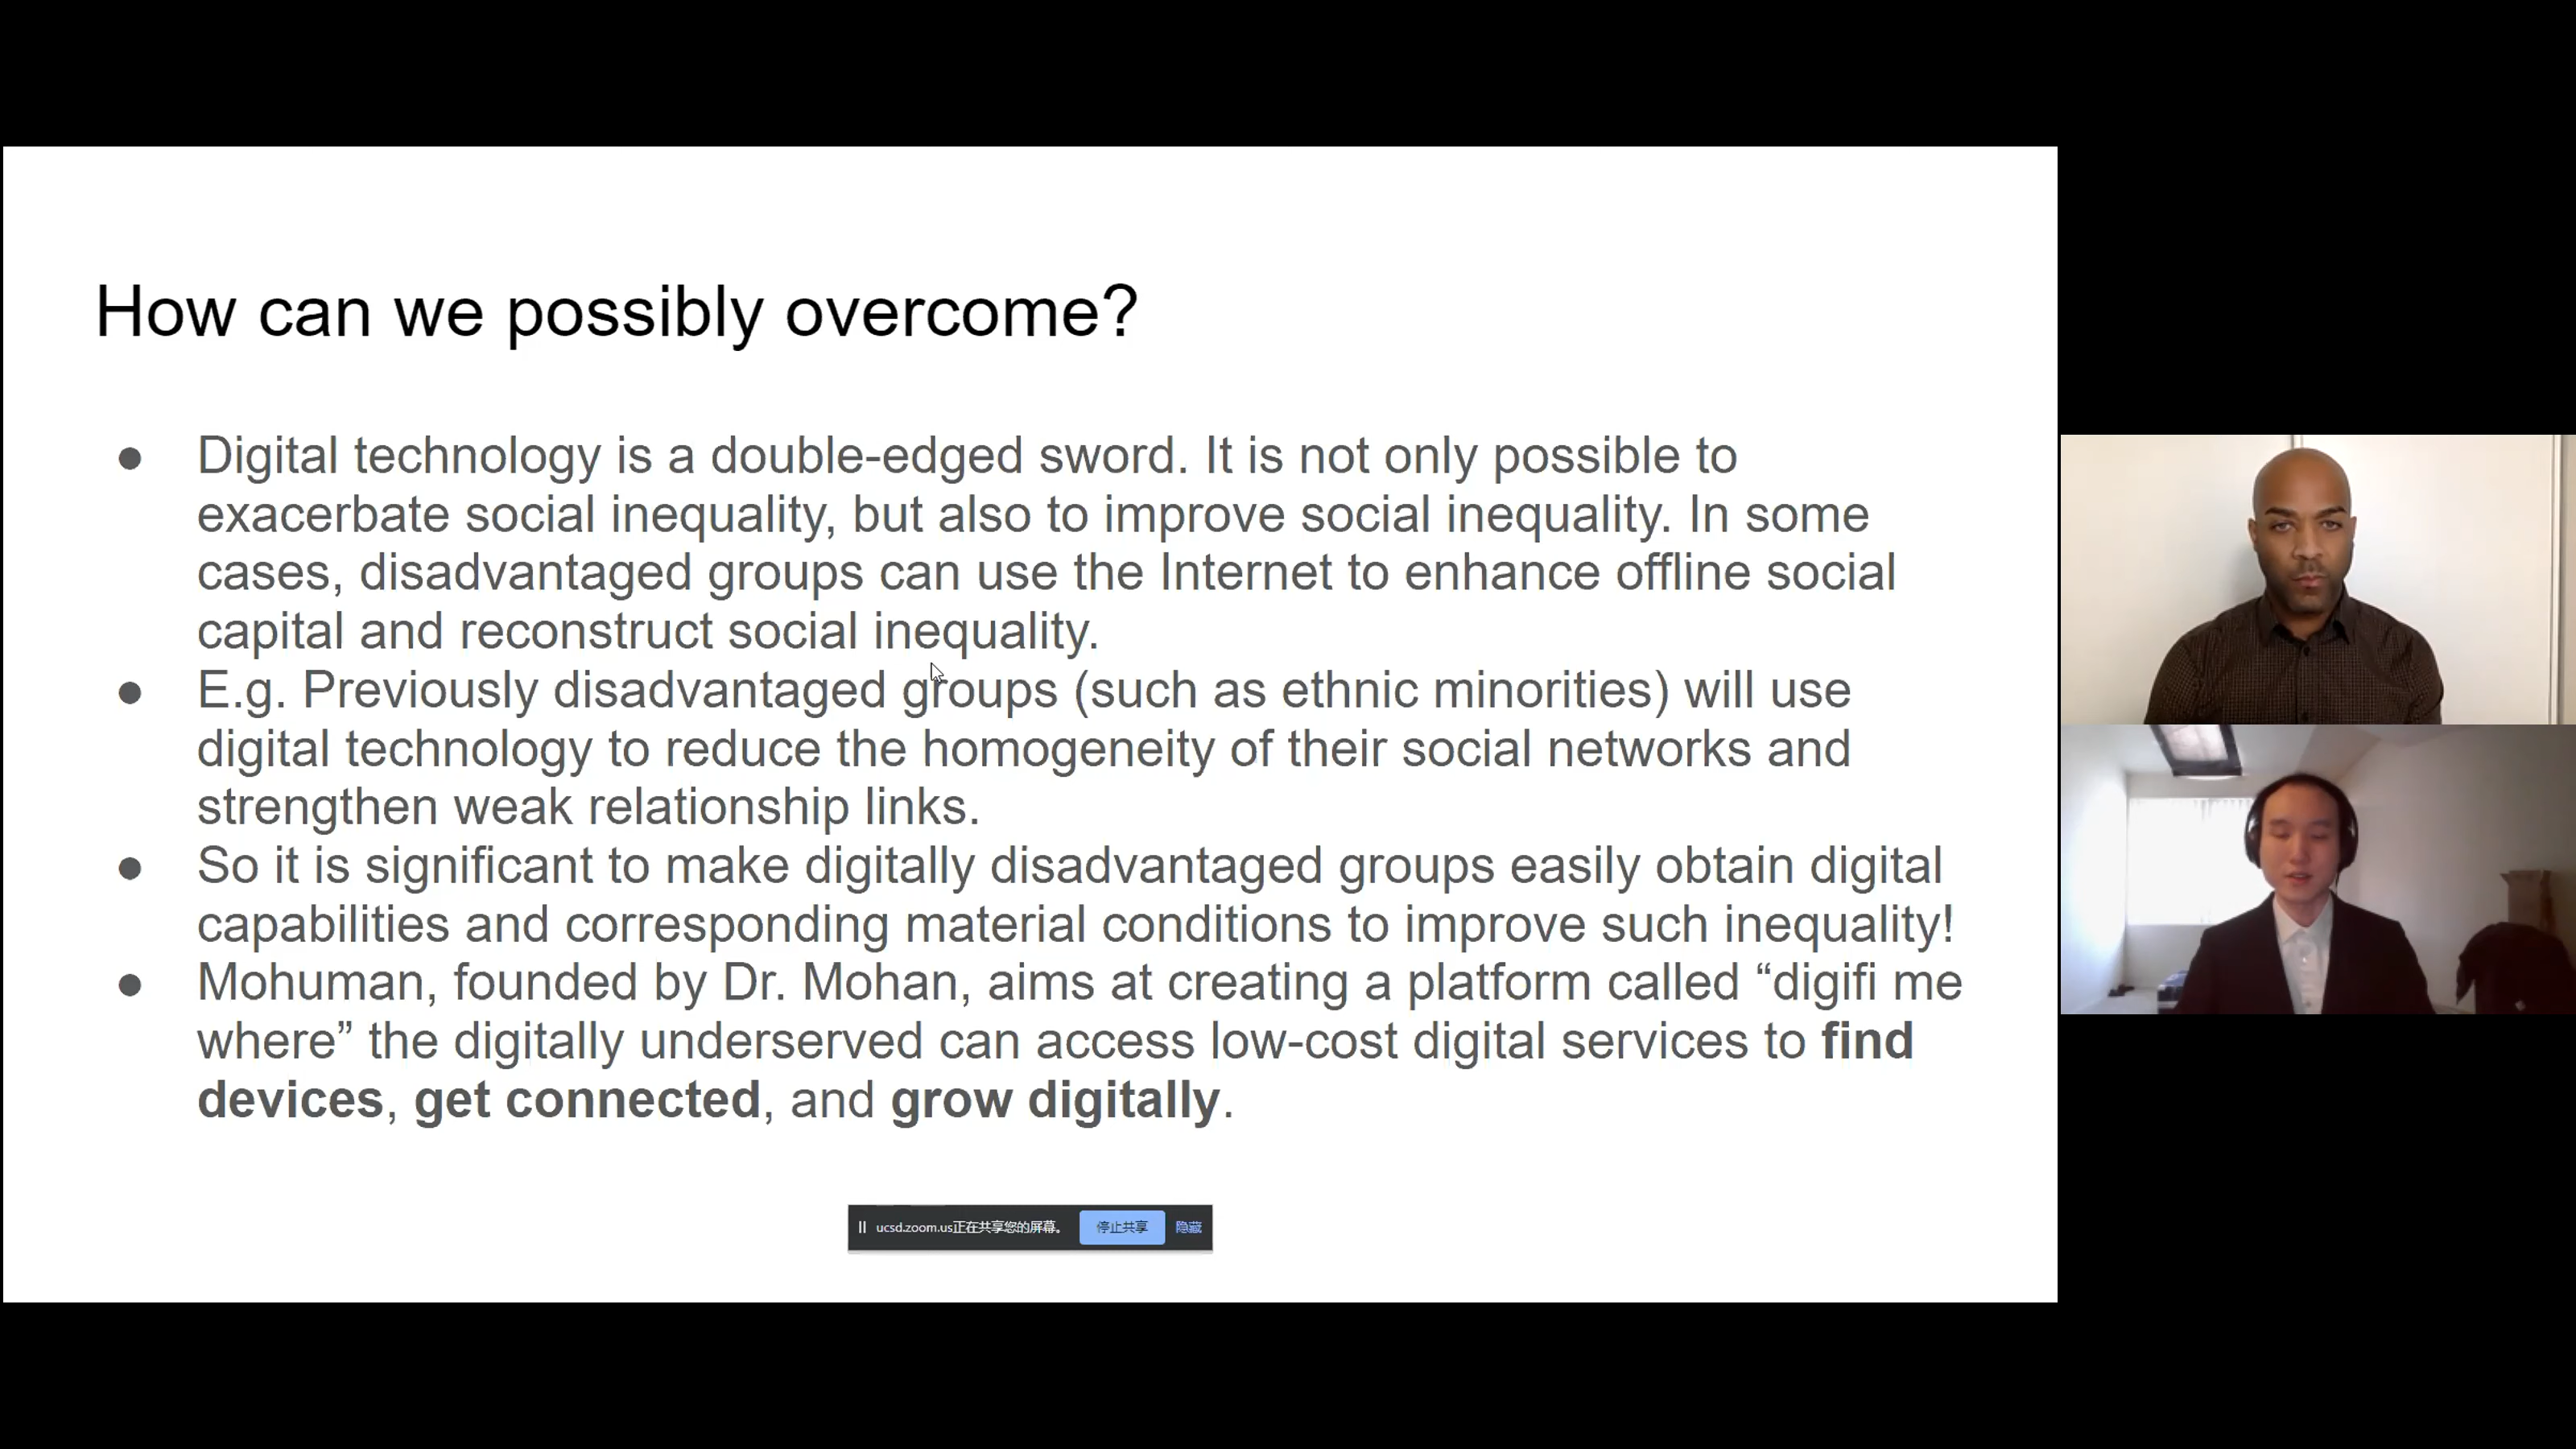 How can we possibly overcome?
● Digital technology is a double-edged sword. It is not only possible to
exacerbate social inequality, but also to improve social inequality. In some
cases, disadvantaged groups can use the Internet to enhance offline social
capital and reconstruct social inequality.
● E.g. Previously disadvantaged groups (such as ethnic minorities) will use
digital technology to reduce the homogeneity of their social networks and
strengthen weak relationship links.
● So it is significant to make digitally disadvantaged groups easily obtain digital
capabilities and corresponding material conditions to improve such inequality!
● Mohuman, founded by Dr. Mohan, aims at creating a platform called “digifi me
where” the digitally underserved can access low-cost digital services to find
devices, get connected, and grow digitally.
ucsd.zoom.us正在共享您的屏幕。 停止共享 隐藏